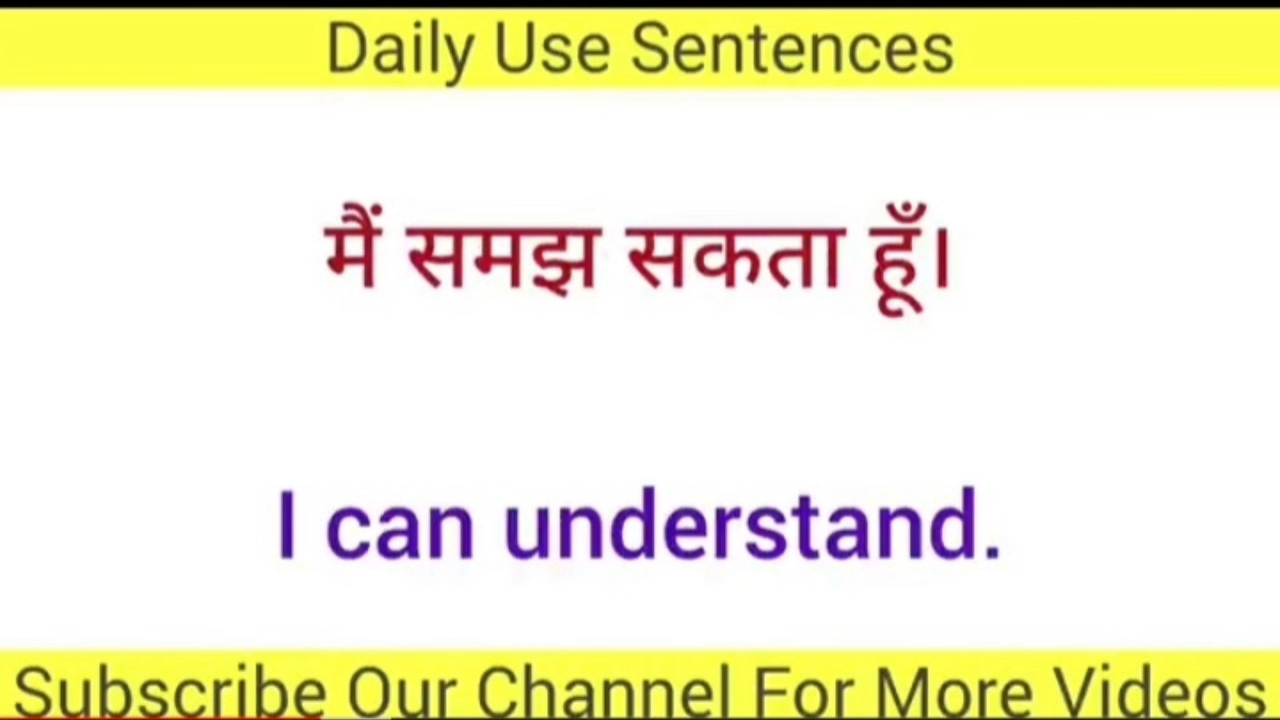 Daily Use Sentences
मैं समझ सकता हूँ।
I can understand.
Subscribe Our Channel For More Videos